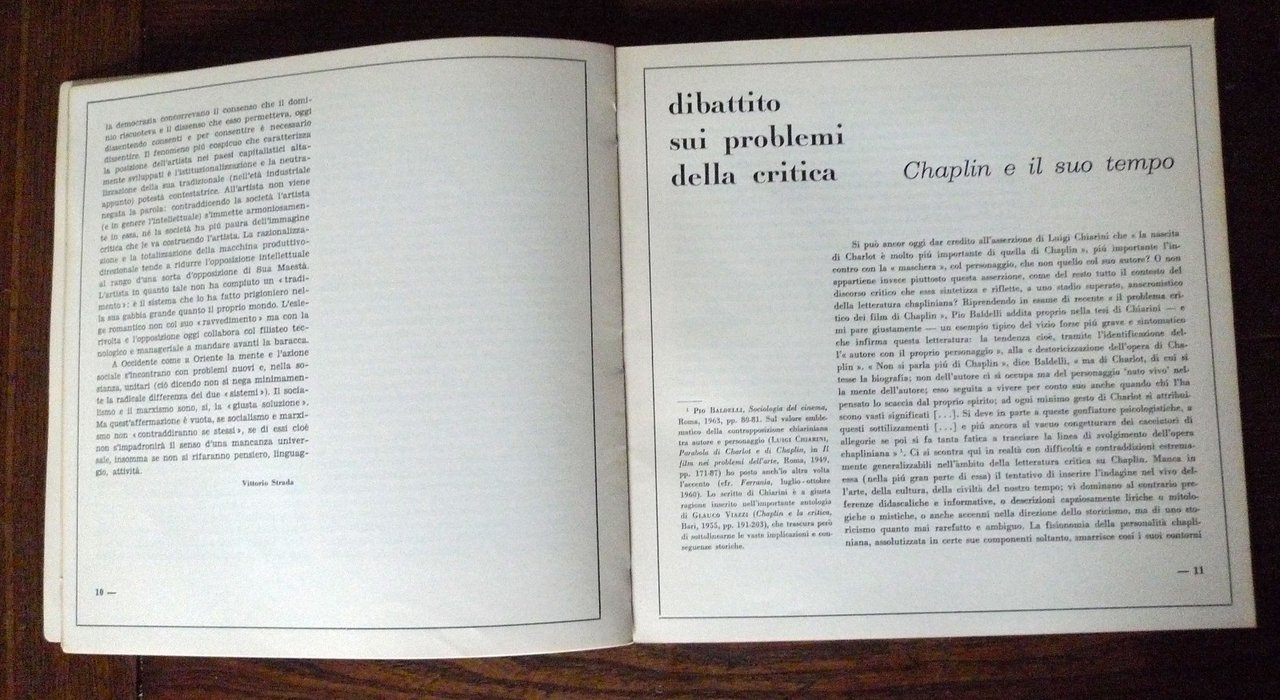 la democrazia concorrevano il consenso che il domi-
nio riscuoteva e il dissenso che esso permetteva, oggi
dissentendo consenti e per consentire è necessario
dissentire. Il fenomeno più cospicuo che caratterizza
la posizione dell'artista nei paesi capitalistici alta-
mente sviluppati è l'istituzionalizzazione e la neutra-
lizzazione della sua tradizionale (nell'età industriale
appunto) potestà contestatrice. All'artista non viene
negata la parola: contraddicendo la società l'artista
(e in genere l'intellettuale) s'immette armoniosamen-
te in essa, né la società ha più paura dell'immagine
critica che le va costruendo l'artista. La razionalizza-
zione e la totalizzazione della macchina produttivo-
direzionale tende a ridurre l'opposizione intellettuale
al rango d'una sorta d'opposizione di Sua Maestà.
L'artista in quanto tale non ha compiuto un « tradi-
mento »: è il sistema che lo ha fatto prigioniero nel-
la sua gabbia grande quanto il proprio mondo. L'esle-
ge romantico non col suo « ravvedimento » ma con la
rivolta e l'opposizione oggi collabora col filisteo tec-
nologico e manageriale a mandare avanti la baracca.
A Occidente come a Oriente la mente e l'azione
sociale s'incontrano con problemi nuovi e, nella so-
stanza, unitari (ciò dicendo non si nega minimamen-
te la radicale differenza dei due « sistemi »). Il socia-
lismo e il marxismo sono, sì, la « giusta soluzione ».
Ma quest'affermazione è vuota, se socialismo e marxi-
smo non « contraddiranno se stessi », se di essi cioè
non s'impadronirà il senso d'una mancanza univer-
sale, insomma se non si rifaranno pensiero, linguag-
gio, attività.
Vittorio Strada
10 —
dibattito
sui problemi
della critica
Chaplin e il suo tempo
Si può ancor oggi dar credito all'asserzione di Luigi Chiarini che « la nascita
di Charlot è molto più importante di quella di Chaplin », più importante l'in-
contro con la « maschera », col personaggio, che non quello col suo autore? O non
appartiene invece piuttosto questa asserzione, come del resto tutto il contesto del
discorso critico che essa sintetizza e riflette, a uno stadio superato, anacronistico
della letteratura chapliniana? Riprendendo in esame di recente « il problema cri-
tico dei film di Chaplin », Pio Baldelli addita proprio nella tesi di Chiarini — e
mi pare giustamente — un esempio tipico del vizio forse più grave e sintomatico
che infirma questa letteratura: la tendenza cioè, tramite l'identificazione del-
l'« autore con il proprio personaggio », alla « destoricizzazione dell'opera di Cha-
plin ». « Non si parla più di Chaplin », dice Baldelli, « ma di Charlot, di cui si
tesse la biografia; non dell'autore ci si occupa ma del personaggio 'nato vivo' nel-
la mente dell'autore; esso seguita a vivere per conto suo anche quando chi l'ha
pensato lo scaccia dal proprio spirito; ad ogni minimo gesto di Charlot si attribui-
scono vasti significati [...]. Si deve in parte a queste gonfiature psicologistiche, a
questi sottilizzamenti [...] e più ancora al vacuo congetturare dei cacciatori di
allegorie se poi si fa tanta fatica a tracciare la linea di svolgimento dell'opera
chapliniana » ¹. Ci si scontra qui in realtà con difficoltà e contraddizioni estrema-
mente generalizzabili nell'àmbito della letteratura critica su Chaplin. Manca in
essa (nella più gran parte di essa) il tentativo di inserire l'indagine nel vivo del-
l'arte, della cultura, della civiltà del nostro tempo; vi dominano al contrario pre-
ferenze didascaliche e informative, o descrizioni capziosamente liriche o mitolo-
giche o mistiche, o anche accenni nella direzione dello storicismo, ma di uno sto-
ricismo quanto mai rarefatto e ambiguo. La fisionomia della personalità chapli-
niana, assolutizzata in certe sue componenti soltanto, smarrisce così i suoi contorni
¹ PIO BALDELLI, Sociologia del cinema,
Roma, 1963, pp. 80-81. Sul valore emble-
matico della contrapposizione chiariniana
tra autore e personaggio (LUIGI CHIARINI,
Parabola di Charlot e di Chaplin, in Il
film nei problemi dell'arte, Roma, 1949,
pp. 171-87) ho posto anch'io altra volta
l'accento (cfr. Ferrania, luglio-ottobre
1960). Lo scritto di Chiarini è a giusta
ragione inserito nell'importante antologia
di GLAUCO VIAZZI (Chaplin e la critica,
Bari, 1955, pp. 191-203), che trascura però
di sottolinearne le vaste implicazioni e con-
seguenze storiche.
— 11